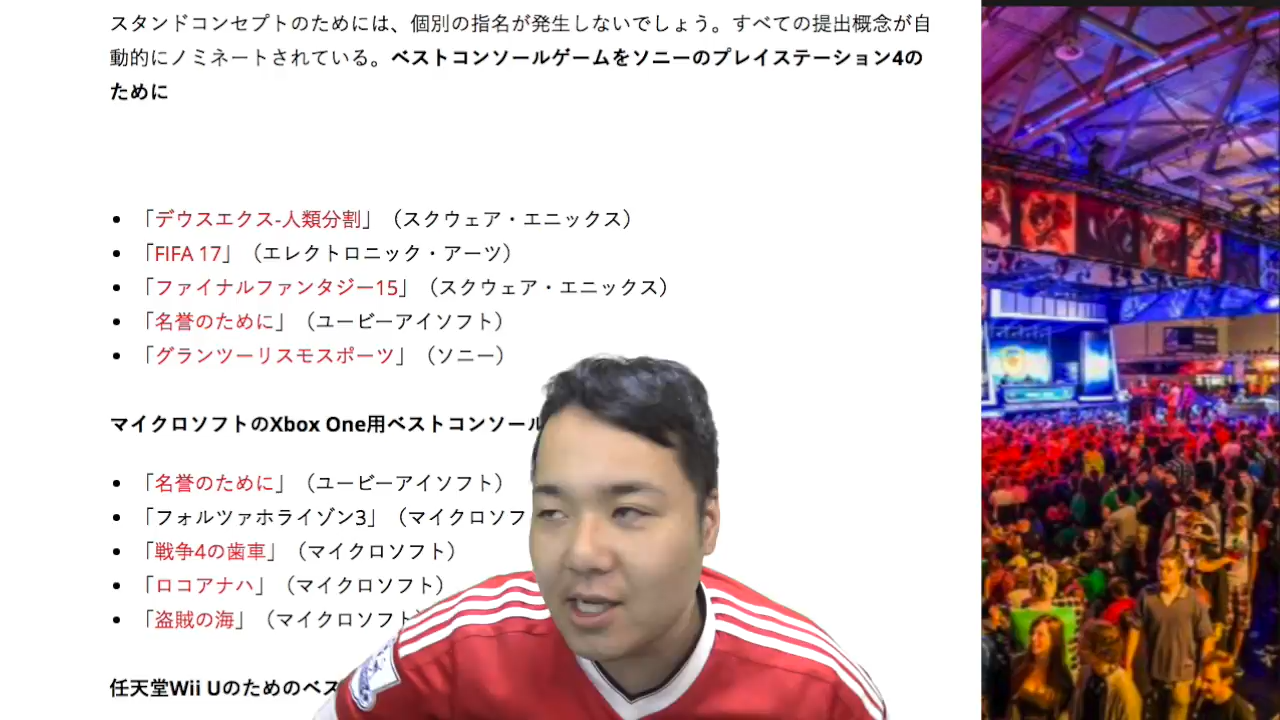 スタンドコンセプトのためには、個別の指名が発生しないでしょう。すべての提出概念が自
動的にノミネートされている。ベストコンソールゲームをソニーのプレイステーション4の
ために
• 「デウスエクス-人類分割」（スクウェア・エニックス）
• 「FIFA 17」（エレクトロニック・アーツ）
• 「ファイナルファンタジー15」（スクウェア・エニックス）
• 「名誉のために」（ユービーアイソフト）
• 「グランツーリスモスポーツ」（ソニー）
マイクロソフトのXbox One用ベストコンソール
• 「名誉のために」（ユービーアイソフト）
• 「フォルツァホライゾン3」（マイクロソフ
• 「戦争4の歯車」（マイクロソフト）
• 「ロコアナハ」（マイクロソフト）
• 「盗賊の海」（マイクロソフト
任天堂Wii Uのためのベス